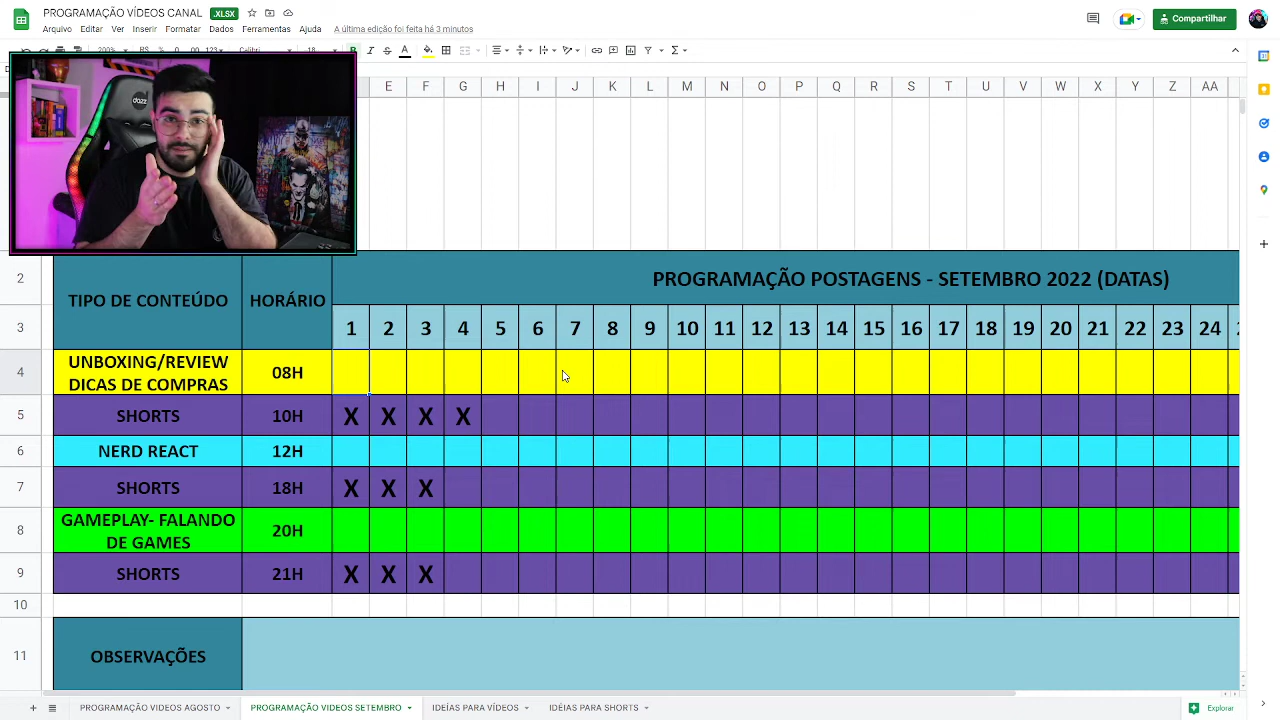 PROGRAMAÇÃO VÍDEOS CANAL .XLSX
Arquivo Editar Ver Inserir Formatar Dados Ferramentas Ajuda A última edição foi feita há 3 minutos
Compartilhar
dazz
E F G H I J K L M N O P Q R S T U V W X Y Z AA
2 TIPO DE CONTEÚDO HORÁRIO PROGRAMAÇÃO POSTAGENS - SETEMBRO 2022 (DATAS)
3 1 2 3 4 5 6 7 8 9 10 11 12 13 14 15 16 17 18 19 20 21 22 23 24
4 UNBOXING/REVIEW
DICAS DE COMPRAS 08H
5 SHORTS 10H X X X X
6 NERD REACT 12H
7 SHORTS 18H X X X
8 GAMEPLAY- FALANDO
DE GAMES 20H
9 SHORTS 21H X X X
10
11 OBSERVAÇÕES
PROGRAMAÇÃO VIDEOS AGOSTO PROGRAMAÇÃO VIDEOS SETEMBRO IDEÍAS PARA VÍDEOS IDÉIAS PARA SHORTS Explorar